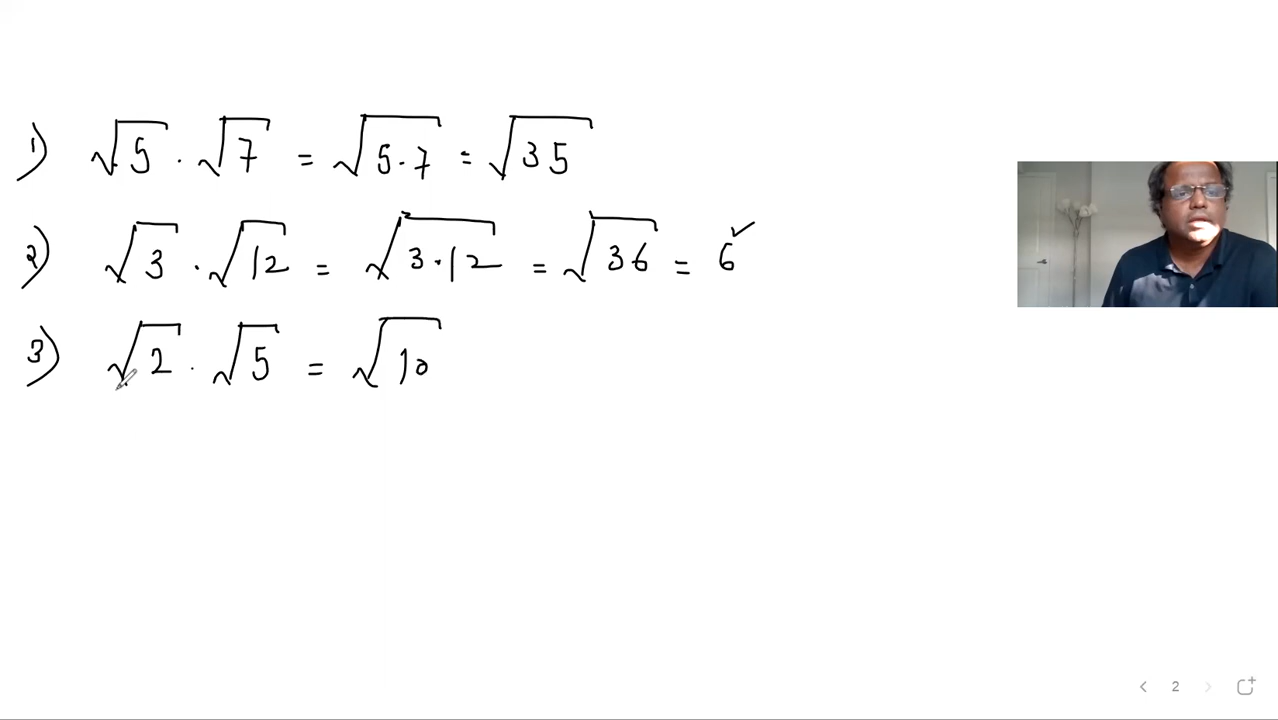 1) √5 · √7 = √5·7 = √35
2) √3 · √12 = √3·12 = √36 = 6 ✓
3) √2 · √5 = √10
2